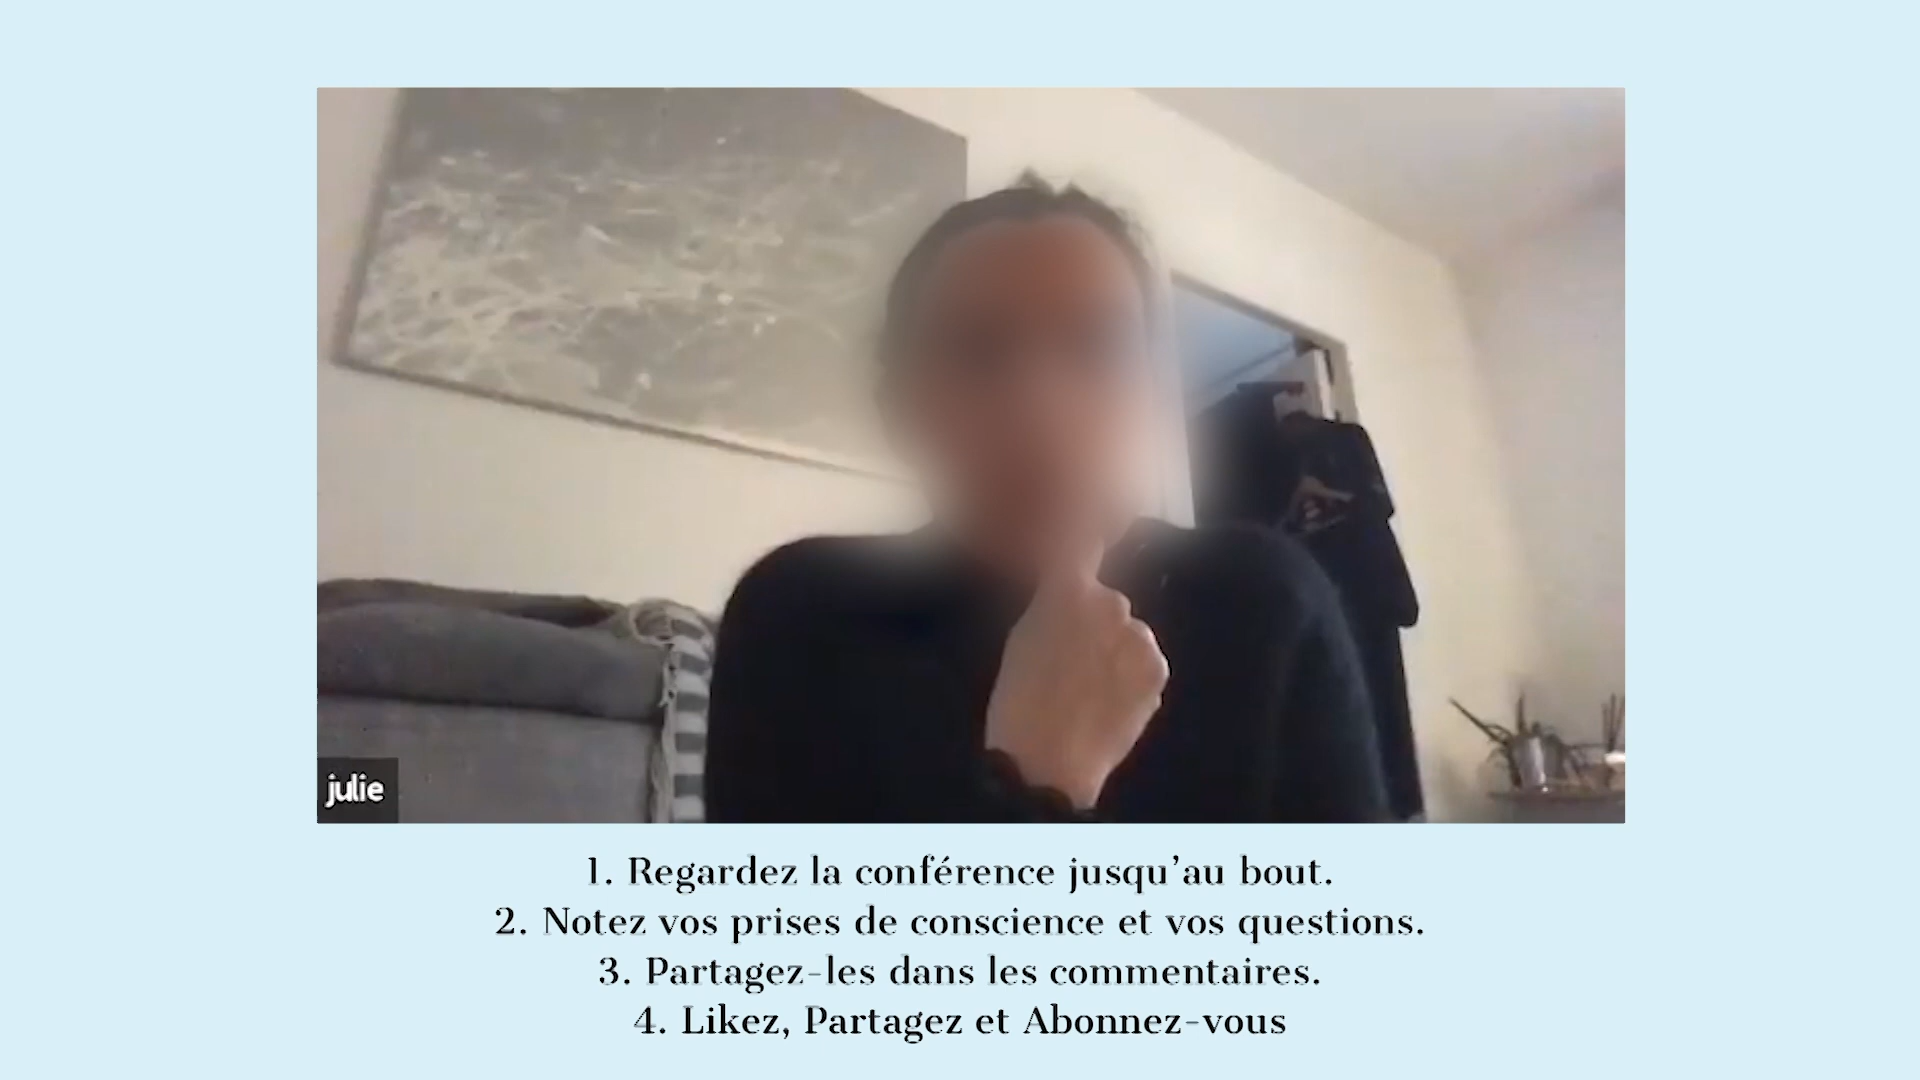 julie
1. Regardez la conférence jusqu'au bout.
2. Notez vos prises de conscience et vos questions.
3. Partagez-les dans les commentaires.
4. Likez, Partagez et Abonnez-vous